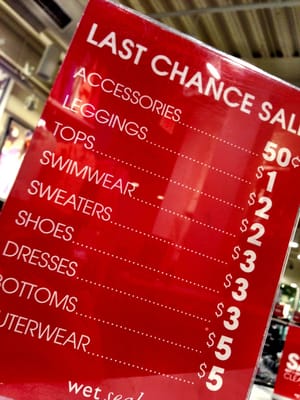 LAST CHANCE SAL
ACCESSORIES 50¢
LEGGINGS $1
TOPS $2
SWIMWEAR $2
SWEATERS $3
SHOES $3
DRESSES $3
BOTTOMS $5
UTERWEAR $5
wet seal